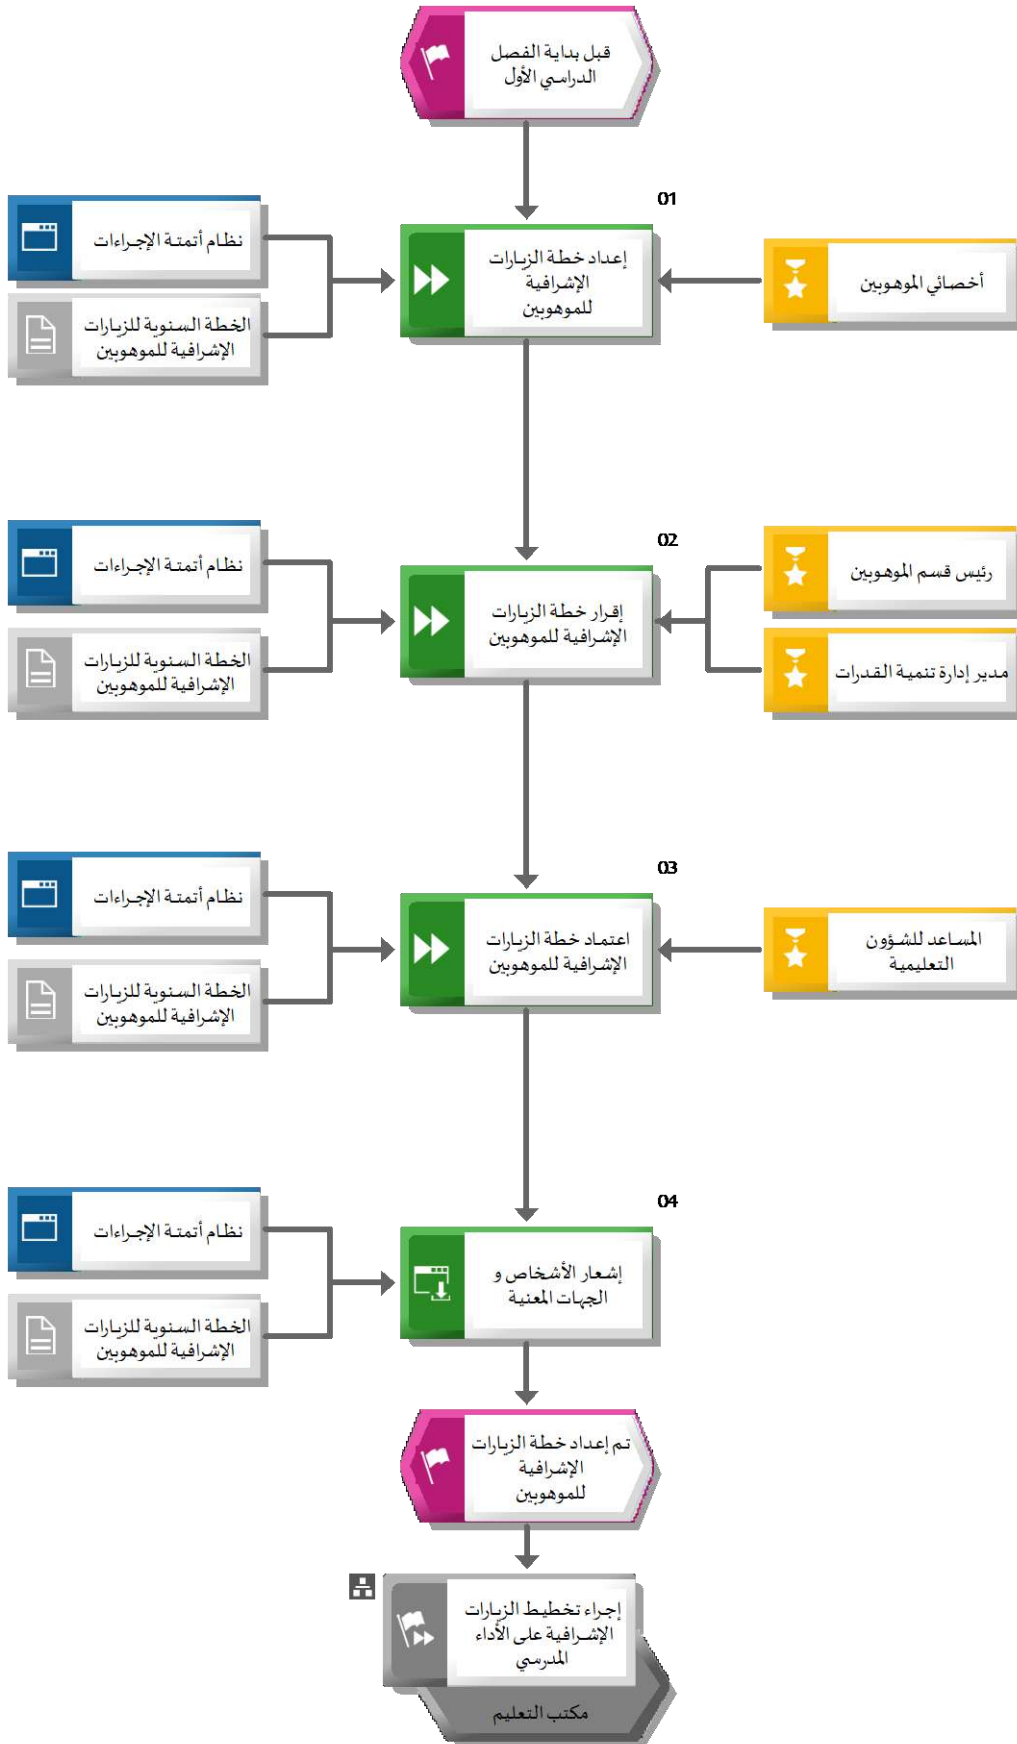 قبل بداية الفصل
الدراسي الأول
01
أخصائي الموهوبين
إعداد خطة الزيارات
الإشرافية
للموهوبين
نظام أتمتة الإجراءات
الخطة السنوية للزيارات
الإشرافية للموهوبين
02
رئيس قسم الموهوبين
مدير إدارة تنمية القدرات
إقرار خطة الزيارات
الإشرافية للموهوبين
نظام أتمتة الإجراءات
الخطة السنوية للزيارات
الإشرافية للموهوبين
03
المساعد للشؤون
التعليمية
اعتماد خطة الزيارات
الإشرافية للموهوبين
نظام أتمتة الإجراءات
الخطة السنوية للزيارات
الإشرافية للموهوبين
04
إشعار الأشخاص و
الجهات المعنية
نظام أتمتة الإجراءات
الخطة السنوية للزيارات
الإشرافية للموهوبين
تم إعداد خطة الزيارات
الإشرافية
للموهوبين
إجراء تخطيط الزيارات
الإشرافية على الأداء
المدرسي
مكتب التعليم